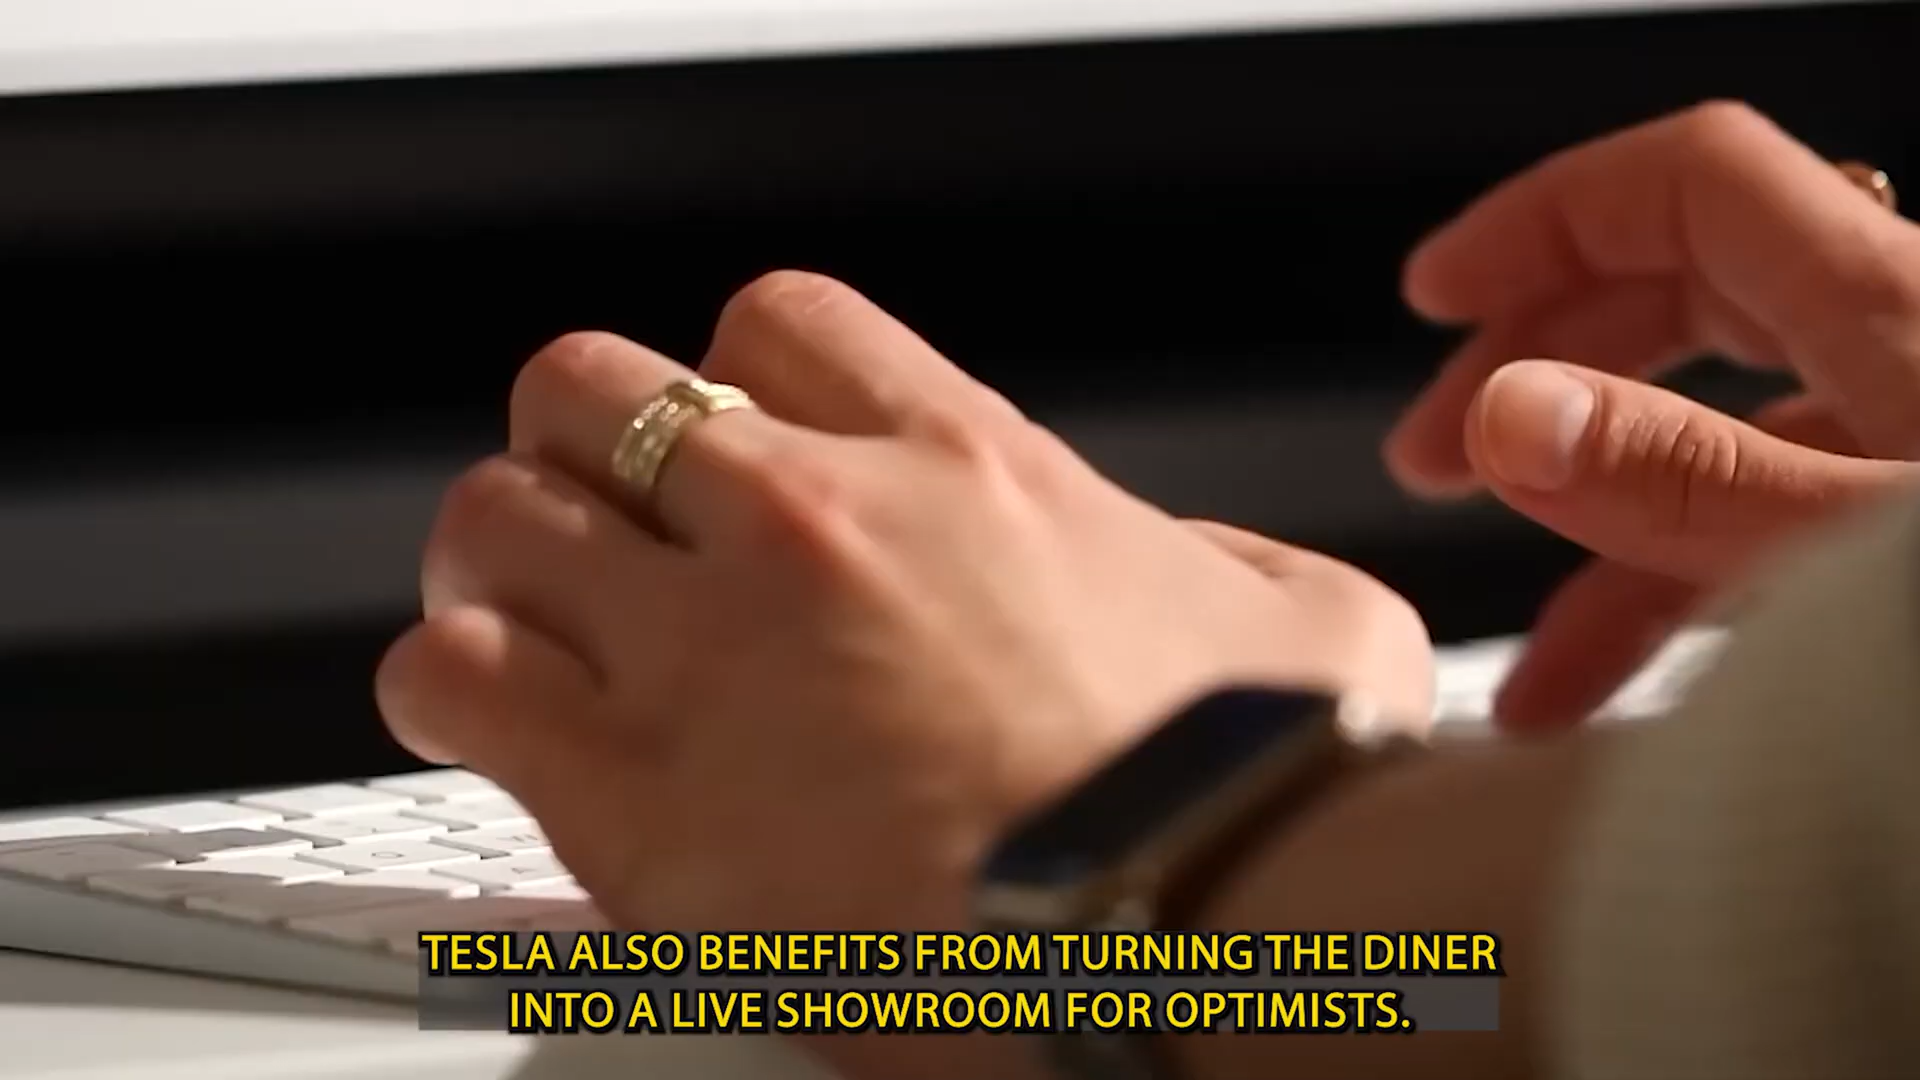 TESLA ALSO BENEFITS FROM TURNING THE DINER
INTO A LIVE SHOWROOM FOR OPTIMISTS.